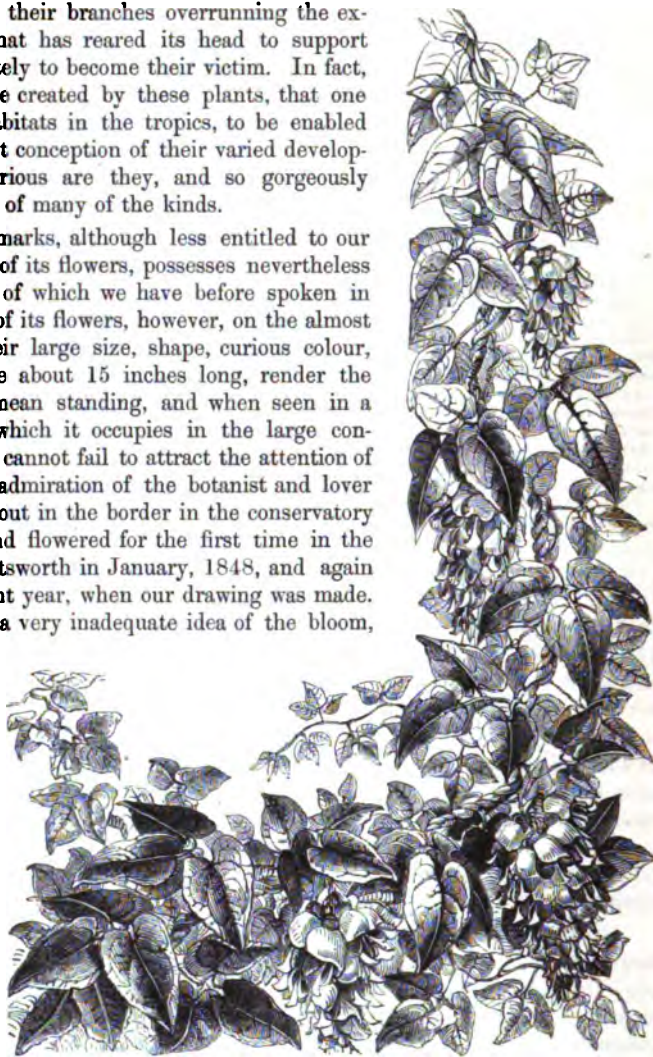 their branches overrunning the ex-
hat has reared its head to support
ely to become their victim. In fact,
e created by these plants, that one
bitats in the tropics, to be enabled
t conception of their varied develop-
rious are they, and so gorgeously
of many of the kinds.
marks, although less entitled to our
of its flowers, possesses nevertheless
of which we have before spoken in
of its flowers, however, on the almost
eir large size, shape, curious colour,
e about 15 inches long, render the
mean standing, and when seen in a
which it occupies in the large con-
cannot fail to attract the attention of
admiration of the botanist and lover
out in the border in the conservatory
nd flowered for the first time in the
tsworth in January, 1848, and again
nt year, when our drawing was made.
a very inadequate idea of the bloom,